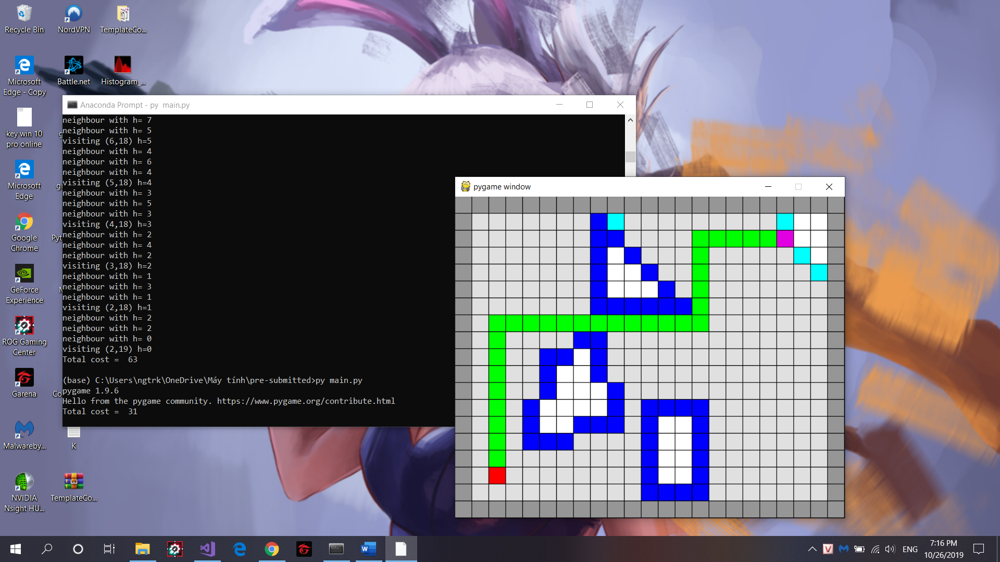 Recycle Bin
NordVPN
TemplateCo...
Microsoft
Edge - Copy
Battle.net
Histogram_...
key win 10
pro online
Microsoft
Edge
Google
Chrome
Pyt
GeForce
Experience
ROG Gaming
Center
Garena
Co
Malwareby...
K
NVIDIA
Nsight HU...
TemplateCo...
Anaconda Prompt - py  main.py
neighbour with h= 7
neighbour with h= 5
visiting (6,18) h=5
neighbour with h= 4
neighbour with h= 6
neighbour with h= 4
visiting (5,18) h=4
neighbour with h= 3
neighbour with h= 5
neighbour with h= 3
visiting (4,18) h=3
neighbour with h= 2
neighbour with h= 4
neighbour with h= 2
visiting (3,18) h=2
neighbour with h= 1
neighbour with h= 3
neighbour with h= 1
visiting (2,18) h=1
neighbour with h= 2
neighbour with h= 2
neighbour with h= 0
visiting (2,19) h=0
Total cost =  63
(base) C:\Users\ngtrk\OneDrive\Máy tính\pre-submitted>py main.py
pygame 1.9.6
Hello from the pygame community. https://www.pygame.org/contribute.html
Total cost =  31
pygame window
ENG
7:16 PM
10/26/2019